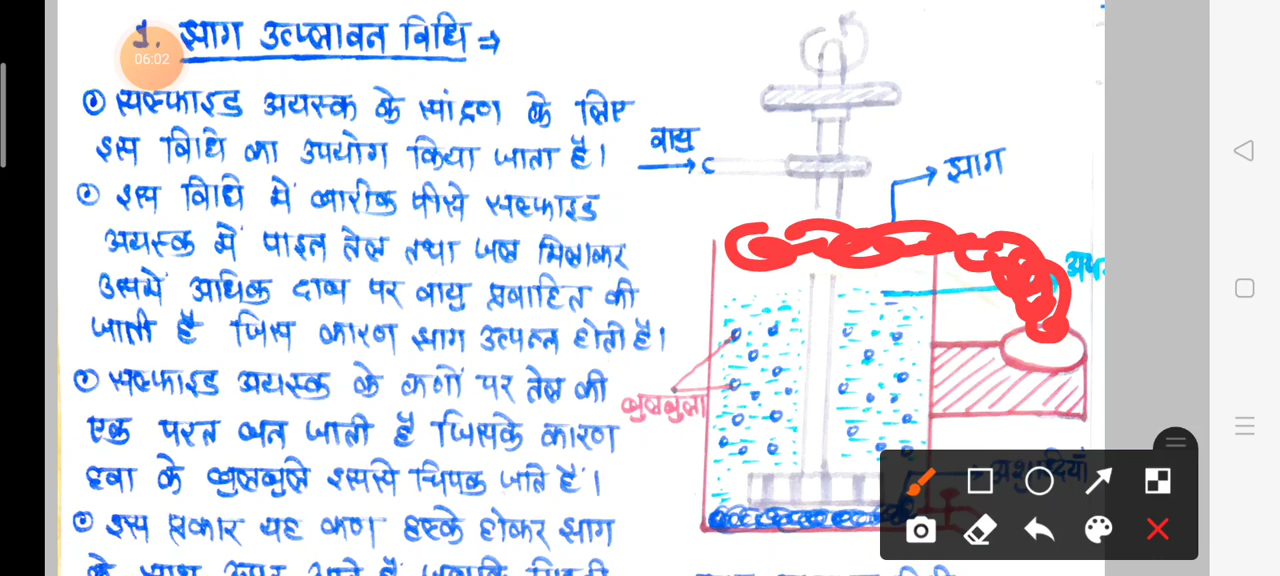 1. झाग उत्प्लावन विधि ⇒
06:02
सल्फाइड अयस्क के सांद्रण के लिए
इस विधि का उपयोग किया जाता है।
इस विधि में बारीक पीसे सल्फाइड
अयस्क में पाइन तेल तथा जल मिलाकर
उसमें अधिक दाब पर वायु प्रवाहित की
जाती है जिस कारण झाग उत्पन्न होती है।
सल्फाइड अयस्क के कणों पर तेल की
एक परत बन जाती है जिसके कारण
हवा के बुलबुले इससे चिपक जाते है।
इस प्रकार यह कण हल्के होकर झाग
वायु
झाग
बुलबुला
अशुद्धियाँ